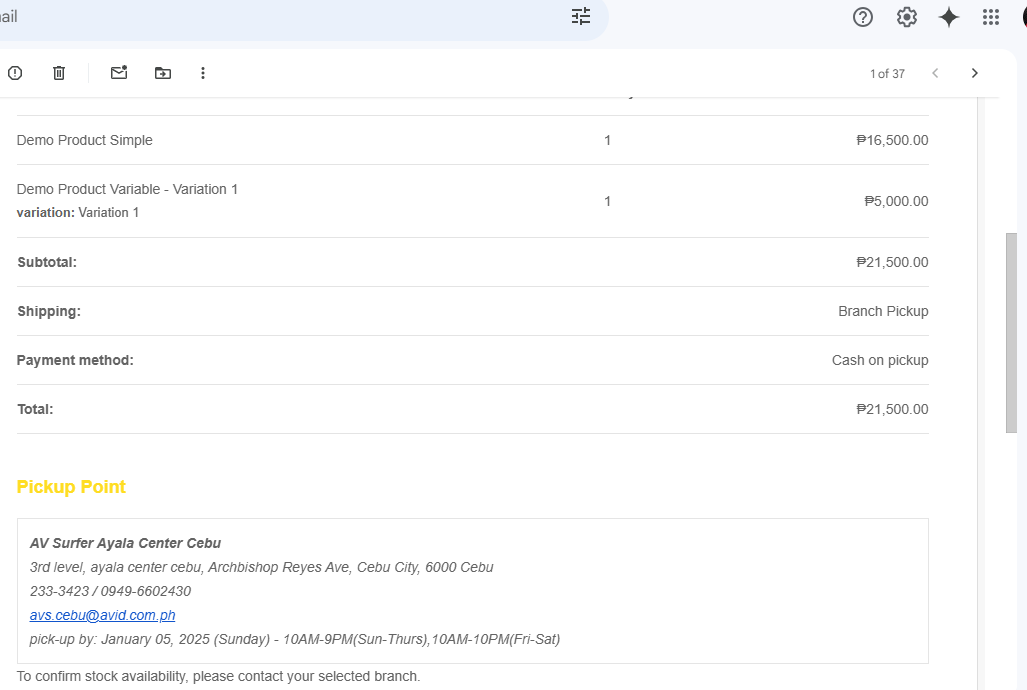 ail
1 of 37
Demo Product Simple 1 ₱16,500.00
Demo Product Variable - Variation 1
variation: Variation 1 1 ₱5,000.00
Subtotal: ₱21,500.00
Shipping: Branch Pickup
Payment method: Cash on pickup
Total: ₱21,500.00
Pickup Point
AV Surfer Ayala Center Cebu
3rd level, ayala center cebu, Archbishop Reyes Ave, Cebu City, 6000 Cebu
233-3423 / 0949-6602430
avs.cebu@avid.com.ph
pick-up by: January 05, 2025 (Sunday) - 10AM-9PM(Sun-Thurs),10AM-10PM(Fri-Sat)
To confirm stock availability, please contact your selected branch.